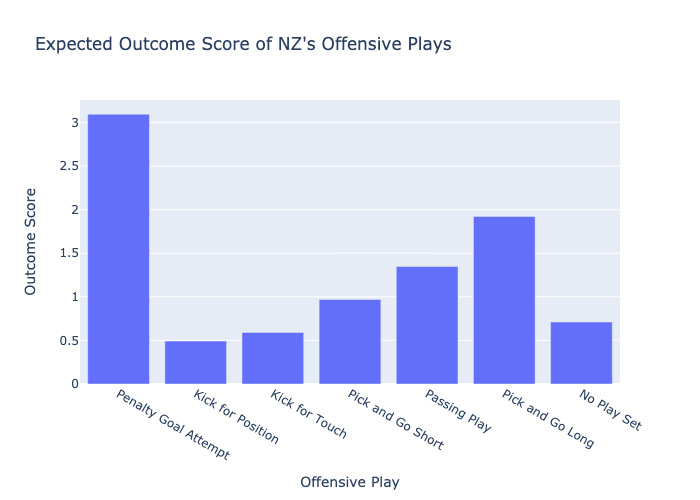 Expected Outcome Score of NZ's Offensive Plays
Outcome Score
3
2.5
2
1.5
1
0.5
0
Penalty Goal Attempt
Kick for Position
Kick for Touch
Pick and Go Short
Passing Play
Pick and Go Long
No Play Set
Offensive Play